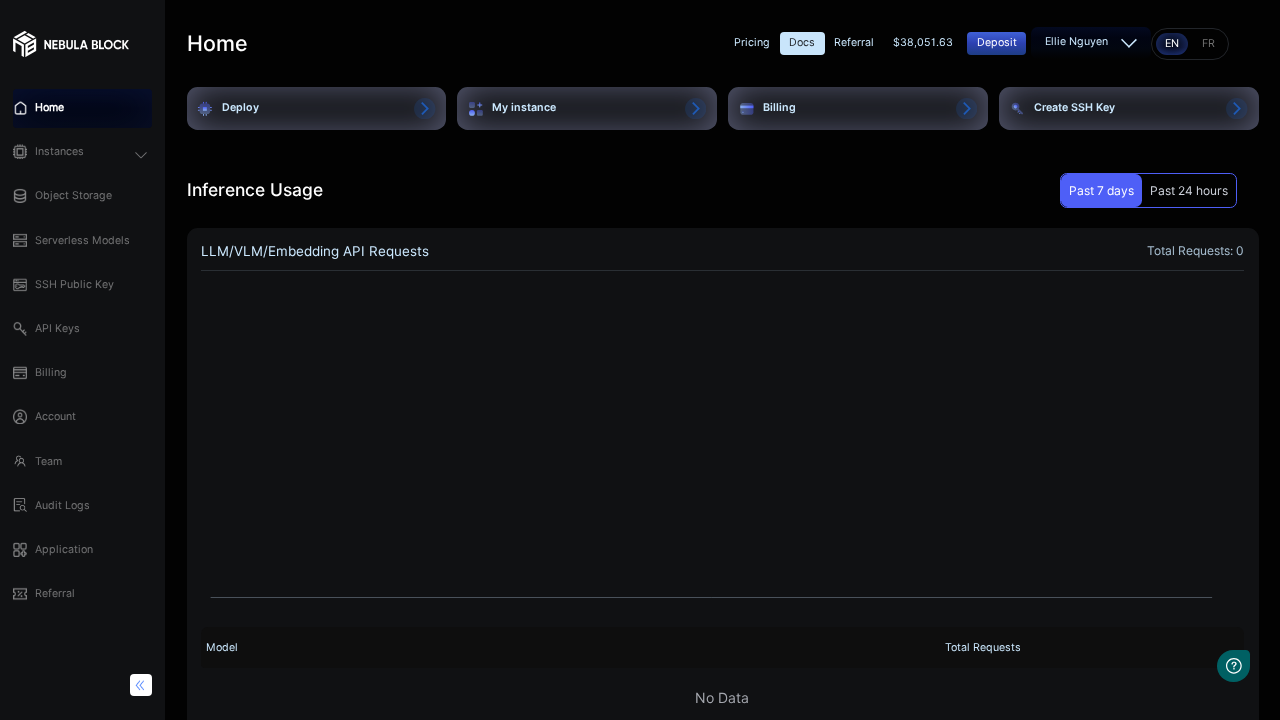 NEBULA BLOCK
Home
Instances
Object Storage
Serverless Models
SSH Public Key
API Keys
Billing
Account
Team
Audit Logs
Application
Referral
Home
Pricing
Docs
Referral
$38,051.63
Deposit
Ellie Nguyen
EN
FR
Deploy
My instance
Billing
Create SSH Key
Inference Usage
Past 7 days
Past 24 hours
LLM/VLM/Embedding API Requests
Total Requests: 0
Model
Total Requests
No Data